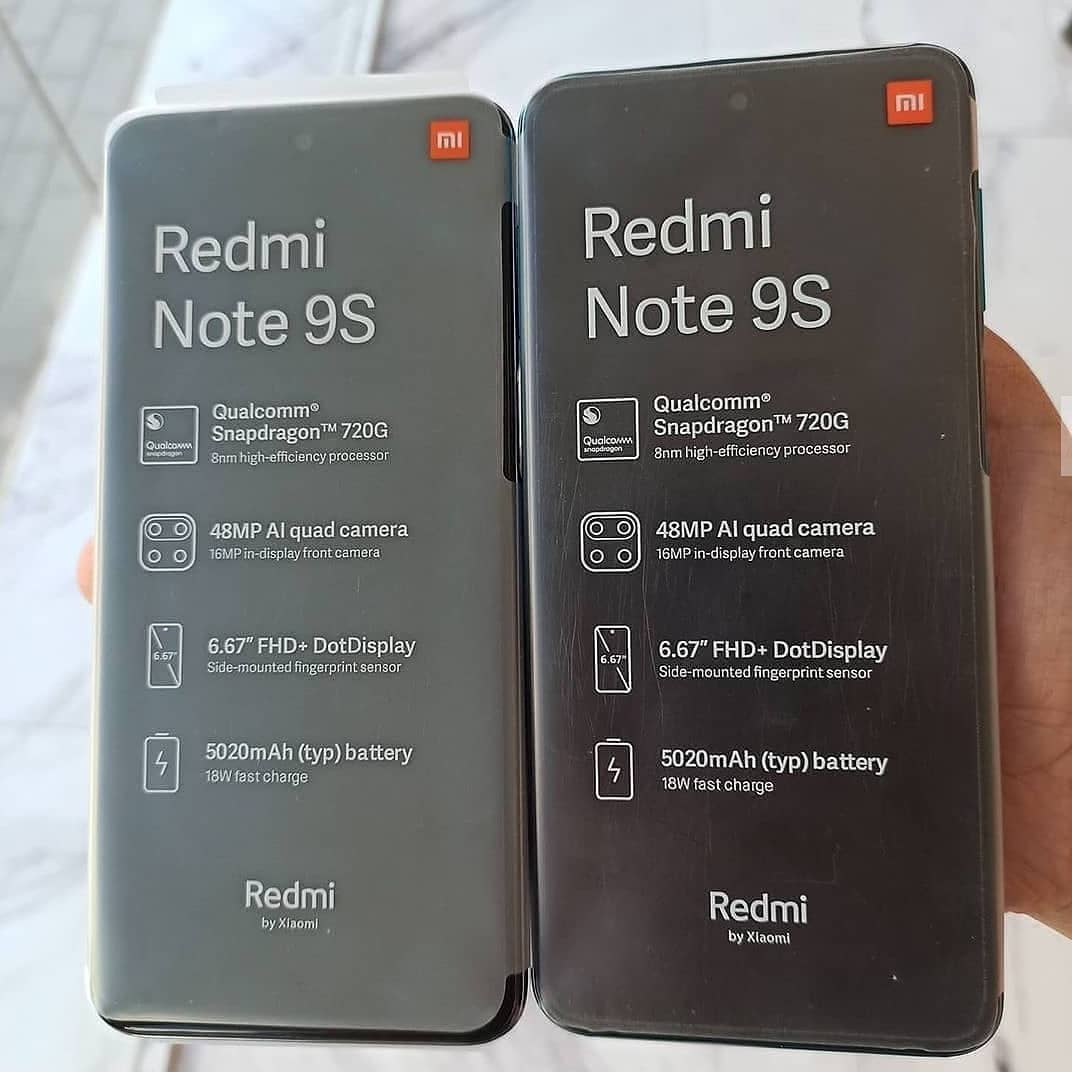 mi
Redmi
Note 9S
Qualcomm
snapdragon
Qualcomm®
Snapdragon™ 720G
8nm high-efficiency processor
48MP AI quad camera
16MP in-display front camera
6.67"
6.67" FHD+ DotDisplay
Side-mounted fingerprint sensor
5020mAh (typ) battery
18W fast charge
Redmi
by Xiaomi
mi
Redmi
Note 9S
Qualcomm
snapdragon
Qualcomm®
Snapdragon™ 720G
8nm high-efficiency processor
48MP AI quad camera
16MP in-display front camera
6.67"
6.67" FHD+ DotDisplay
Side-mounted fingerprint sensor
5020mAh (typ) battery
18W fast charge
Redmi
by Xiaomi